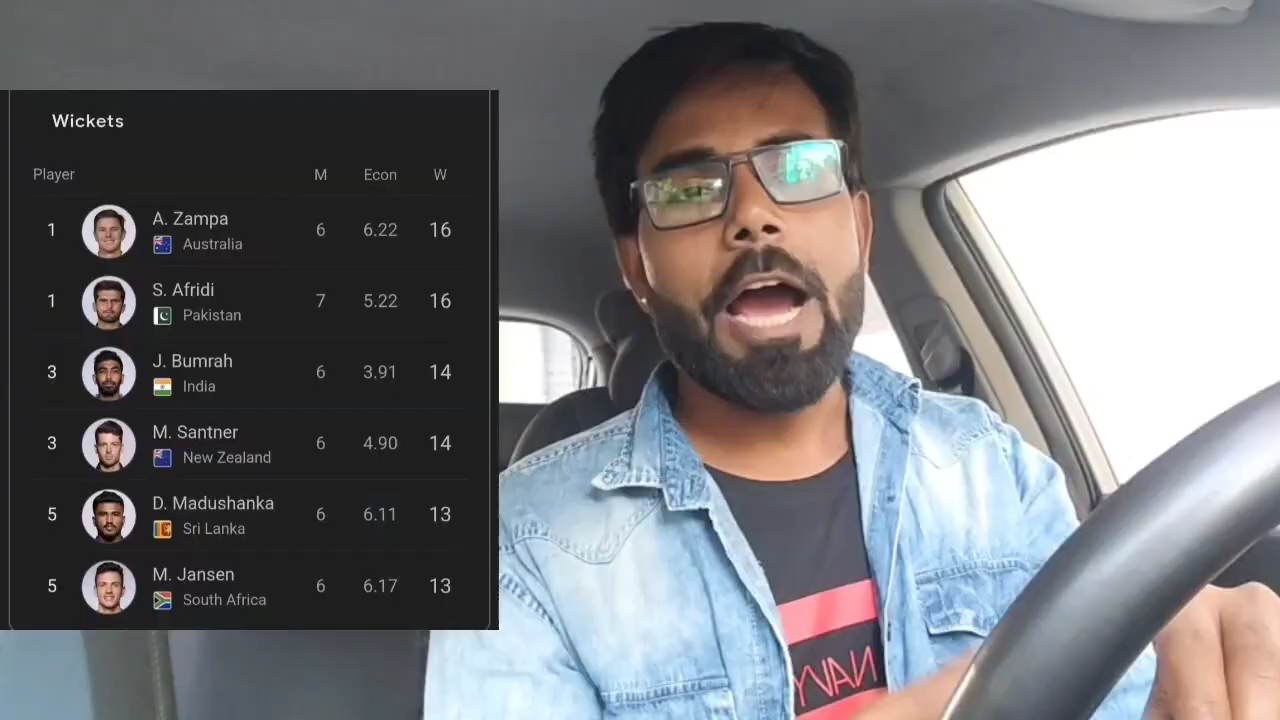 Wickets
Player M Econ W
1 A. Zampa 6 6.22 16
Australia
1 S. Afridi 7 5.22 16
Pakistan
3 J. Bumrah 6 3.91 14
India
3 M. Santner 6 4.90 14
New Zealand
5 D. Madushanka 6 6.11 13
Sri Lanka
5 M. Jansen 6 6.17 13
South Africa